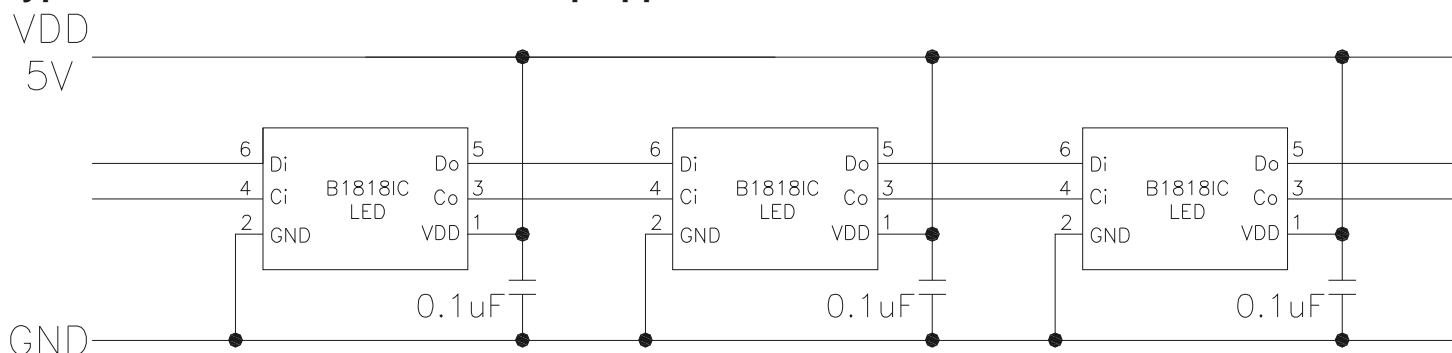 VDD
5V
6 Di Do 5
4 Ci B1818IC Co 3
LED
2 GND VDD 1
0.1uF
6 Di Do 5
4 Ci B1818IC Co 3
LED
2 GND VDD 1
0.1uF
6 Di Do 5
4 Ci B1818IC Co 3
LED
2 GND VDD 1
0.1uF
GND